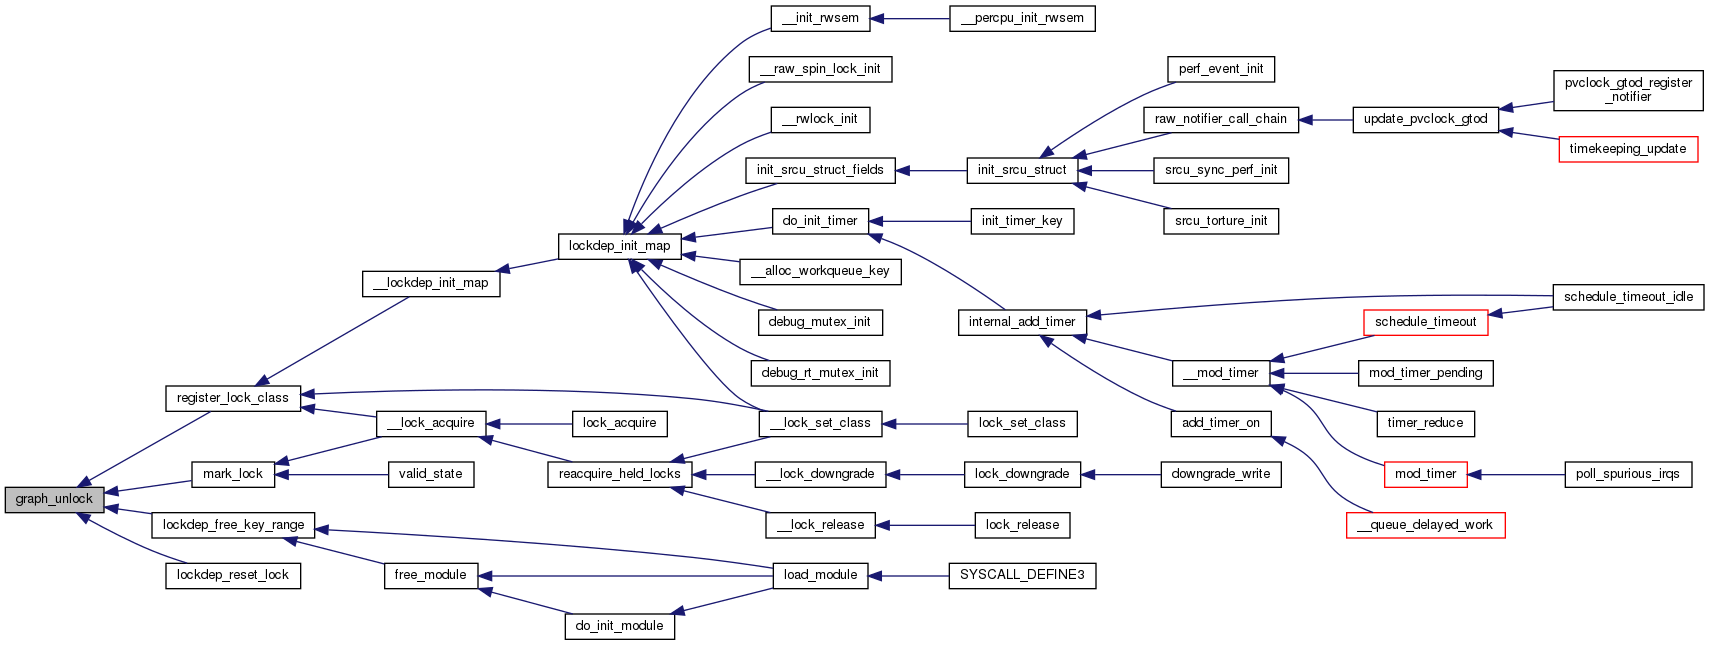 __init_rwsem
__percpu_init_rwsem
__raw_spin_lock_init
perf_event_init
pvclock_gtod_register
_notifier
__rwlock_init
raw_notifier_call_chain
update_pvclock_gtod
timekeeping_update
init_srcu_struct_fields
init_srcu_struct
srcu_sync_perf_init
do_init_timer
init_timer_key
srcu_torture_init
lockdep_init_map
__alloc_workqueue_key
__lockdep_init_map
schedule_timeout_idle
debug_mutex_init
internal_add_timer
schedule_timeout
debug_rt_mutex_init
__mod_timer
mod_timer_pending
register_lock_class
__lock_acquire
lock_acquire
__lock_set_class
lock_set_class
add_timer_on
timer_reduce
mark_lock
valid_state
reacquire_held_locks
__lock_downgrade
lock_downgrade
downgrade_write
mod_timer
poll_spurious_irqs
graph_unlock
lockdep_free_key_range
__lock_release
lock_release
__queue_delayed_work
lockdep_reset_lock
free_module
load_module
SYSCALL_DEFINE3
do_init_module